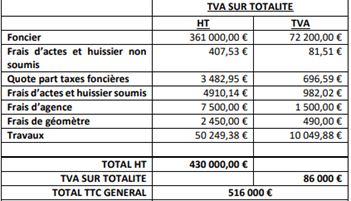 TVA SUR TOTALITE
HT TVA
Foncier 361 000,00 € 72 200,00 €
Frais d'actes et huissier non soumis 407,53 € 81,51 €
Quote part taxes foncières 3 482,95 € 696,59 €
Frais d'actes et huissier soumis 4910,14 € 982,02 €
Frais d'agence 7 500,00 € 1 500,00 €
Frais de géomètre 2 450,00 € 490,00 €
Travaux 50 249,38 € 10 049,88 €
TOTAL HT 430 000,00 €
TVA SUR TOTALITE 86 000 €
TOTAL TTC GENERAL 516 000 €